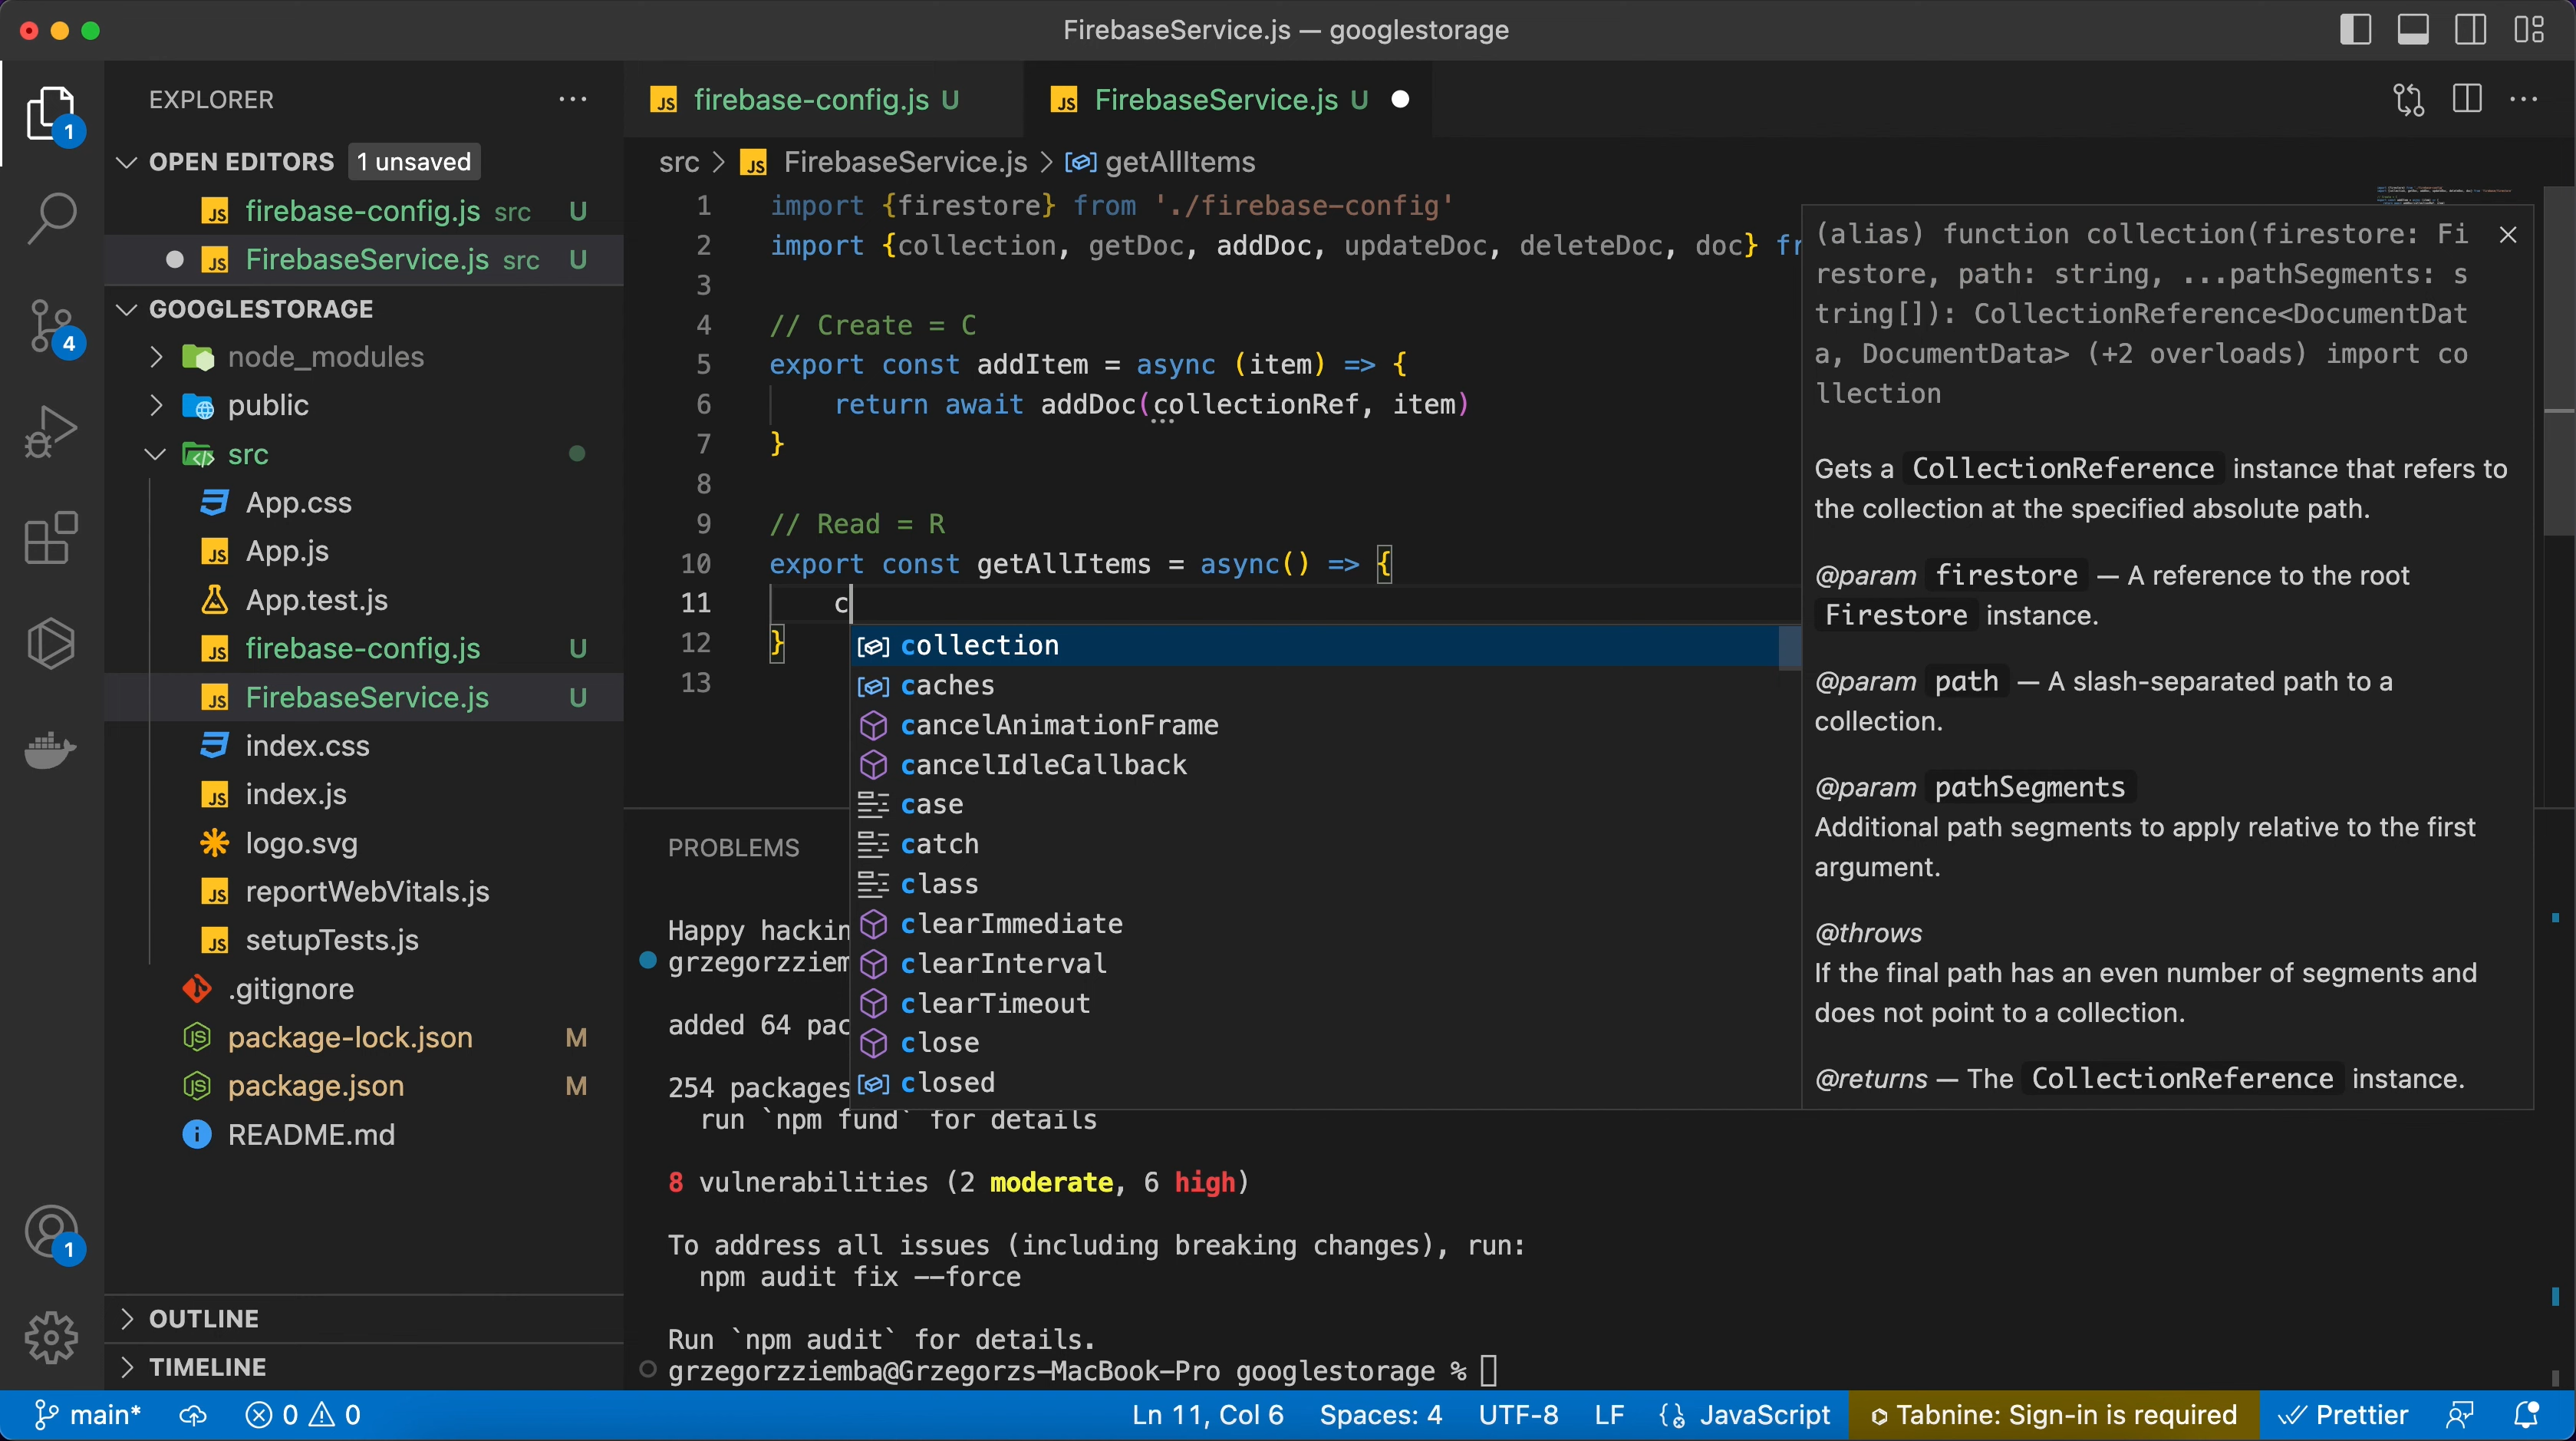 FirebaseService.js — googlestorage
EXPLORER
OPEN EDITORS 1 unsaved
firebase-config.js src U
FirebaseService.js src U
GOOGLESTORAGE
node_modules
public
src
App.css
App.js
App.test.js
firebase-config.js U
FirebaseService.js U
index.css
index.js
logo.svg
reportWebVitals.js
setupTests.js
.gitignore
package-lock.json M
package.json M
README.md
OUTLINE
TIMELINE
1
4
1
firebase-config.js U
FirebaseService.js U
src > FirebaseService.js > getAllItems
1 import {firestore} from './firebase-config'
2 import {collection, getDoc, addDoc, updateDoc, deleteDoc, doc} fr
3
4 // Create = C
5 export const addItem = async (item) => {
6 return await addDoc(collectionRef, item)
7 }
8
9 // Read = R
10 export const getAllItems = async() => {
11 c
12 }
13
collection
caches
cancelAnimationFrame
cancelIdleCallback
case
catch
class
clearImmediate
clearInterval
clearTimeout
close
closed
(alias) function collection(firestore: Fi
restore, path: string, ...pathSegments: s
tring[]): CollectionReference<DocumentDat
a, DocumentData> (+2 overloads) import co
llection
Gets a CollectionReference instance that refers to
the collection at the specified absolute path.
@param firestore — A reference to the root
Firestore instance.
@param path — A slash-separated path to a
collection.
@param pathSegments
Additional path segments to apply relative to the first
argument.
@throws
If the final path has an even number of segments and
does not point to a collection.
@returns — The CollectionReference instance.
PROBLEMS
Happy hackin
grzegorzziem
added 64 pac
254 packages
run `npm fund` for details
8 vulnerabilities (2 moderate, 6 high)
To address all issues (including breaking changes), run:
npm audit fix --force
Run `npm audit` for details.
grzegorzziemba@Grzegorzs-MacBook-Pro googlestorage %
main* 0 0 Ln 11, Col 6 Spaces: 4 UTF-8 LF JavaScript Tabnine: Sign-in is required Prettier